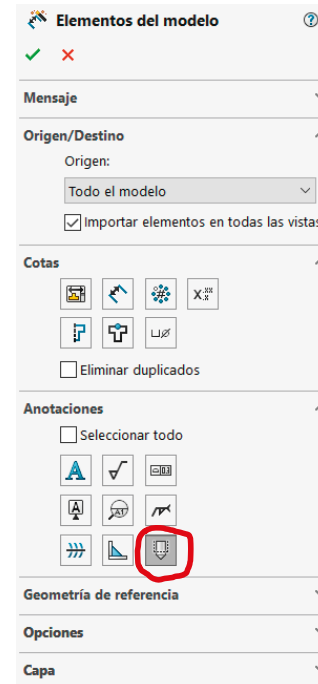 Elementos del modelo
Mensaje
Origen/Destino
Origen:
Todo el modelo
Importar elementos en todas las vistas
Cotas
Eliminar duplicados
Anotaciones
Seleccionar todo
Geometría de referencia
Opciones
Capa